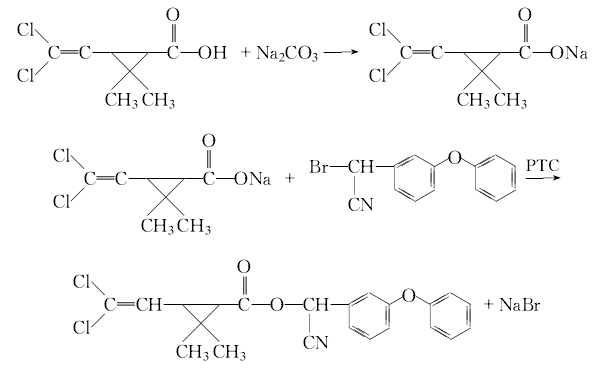 Cl O Cl O
C=C C-OH + Na₂CO₃ ⟶ C=C C-ONa
Cl Cl
CH₃ CH₃ CH₃ CH₃
Cl O O
C=C C-ONa + Br-CH PTC
Cl CN
CH₃ CH₃
Cl O O
C=CH C-O-CH + NaBr
Cl CN
CH₃ CH₃